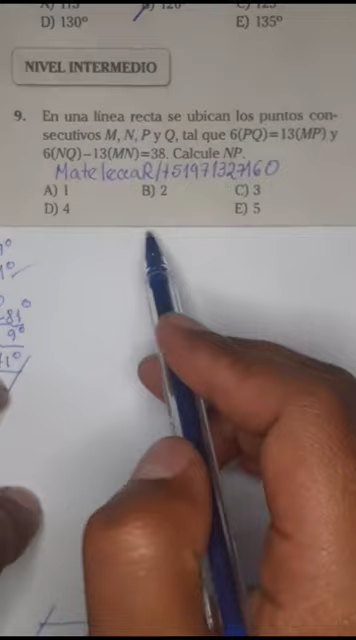 D) 130°
E) 135°
NIVEL INTERMEDIO
9. En una línea recta se ubican los puntos con-
secutivos M, N, P y Q, tal que 6(PQ)=13(MP) y
6(NQ)–13(MN)=38. Calcule NP.
MateleccaR/+51971327160
A) 1 B) 2 C) 3
D) 4 E) 5